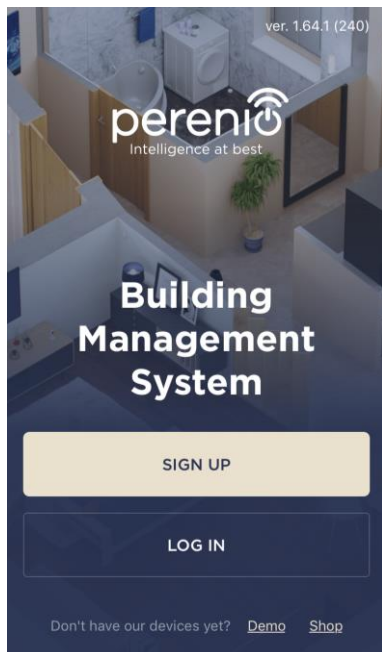 ver. 1.64.1 (240)
perenio
Intelligence at best
Building
Management
System
SIGN UP
LOG IN
Don't have our devices yet? Demo Shop